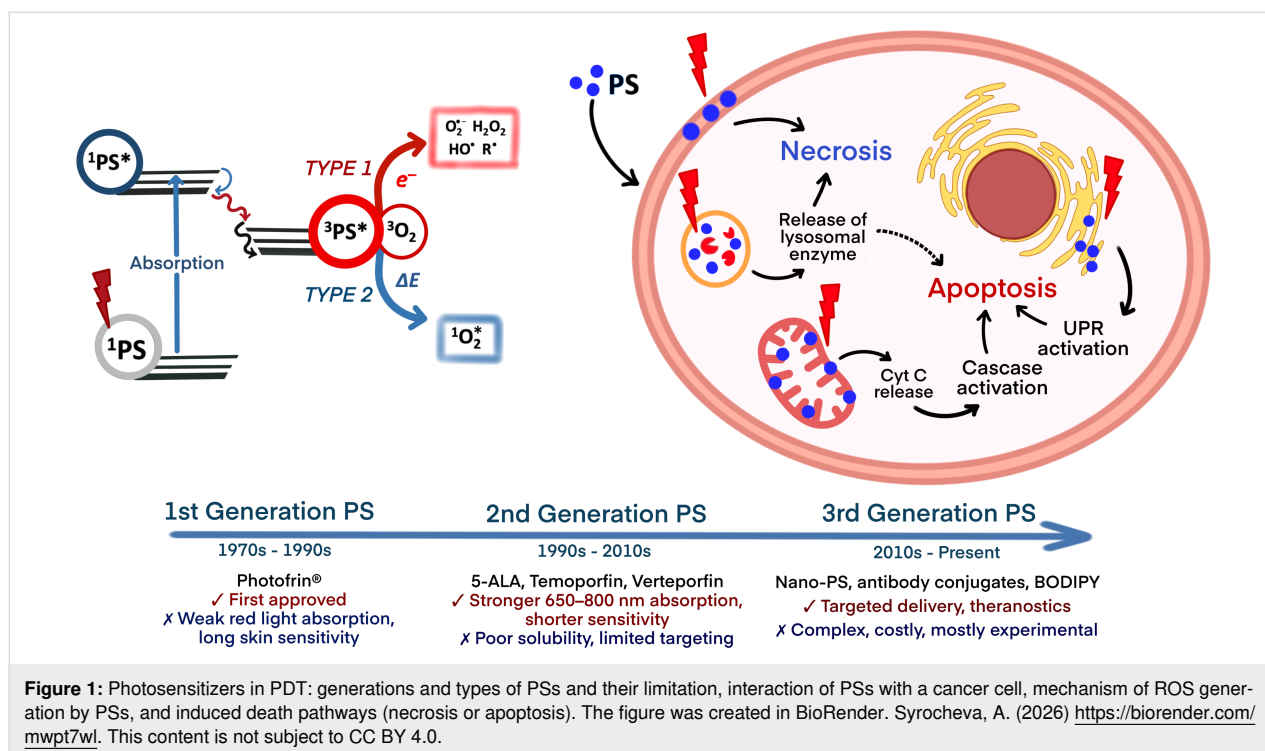 PS
¹PS*
Absorption
¹PS
TYPE 1
e⁻
³PS*
³O₂
TYPE 2
ΔE
O₂•⁻ H₂O₂
HO• R•
¹O₂*
Necrosis
Release of
lysosomal
enzyme
Apoptosis
UPR
activation
Cyt C
release
Cascase
activation
1st Generation PS
1970s - 1990s
Photofrin®
✓ First approved
✗ Weak red light absorption,
long skin sensitivity
2nd Generation PS
1990s - 2010s
5-ALA, Temoporfin, Verteporfin
✓ Stronger 650–800 nm absorption,
shorter sensitivity
✗ Poor solubility, limited targeting
3rd Generation PS
2010s - Present
Nano-PS, antibody conjugates, BODIPY
✓ Targeted delivery, theranostics
✗ Complex, costly, mostly experimental
Figure 1: Photosensitizers in PDT: generations and types of PSs and their limitation, interaction of PSs with a cancer cell, mechanism of ROS gener-
ation by PSs, and induced death pathways (necrosis or apoptosis). The figure was created in BioRender. Syrocheva, A. (2026) https://biorender.com/
mwpt7wl. This content is not subject to CC BY 4.0.